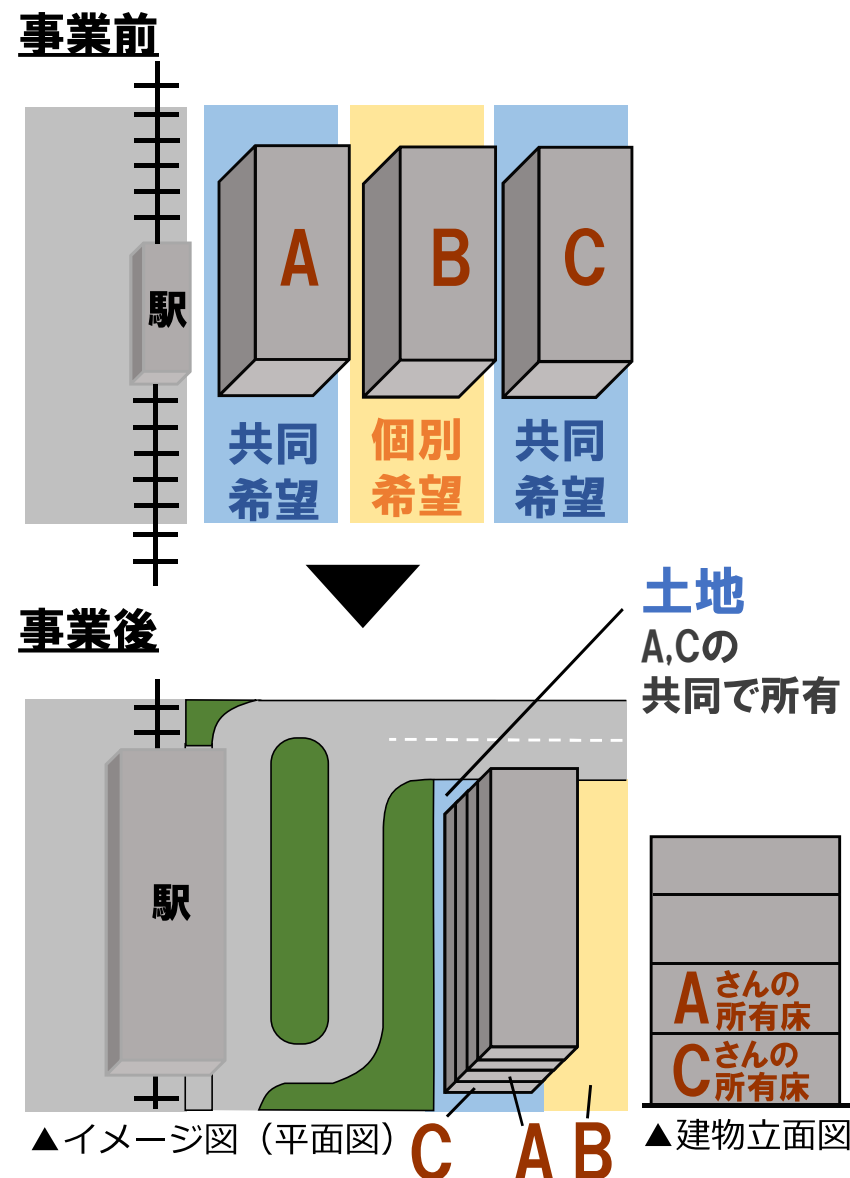 事業前
駅
A
B
C
共同
希望
個別
希望
共同
希望
事業後
土地
A,Cの
共同で所有
駅
Aさんの
所有床
Cさんの
所有床
▲イメージ図（平面図）
C
A
B
▲建物立面図